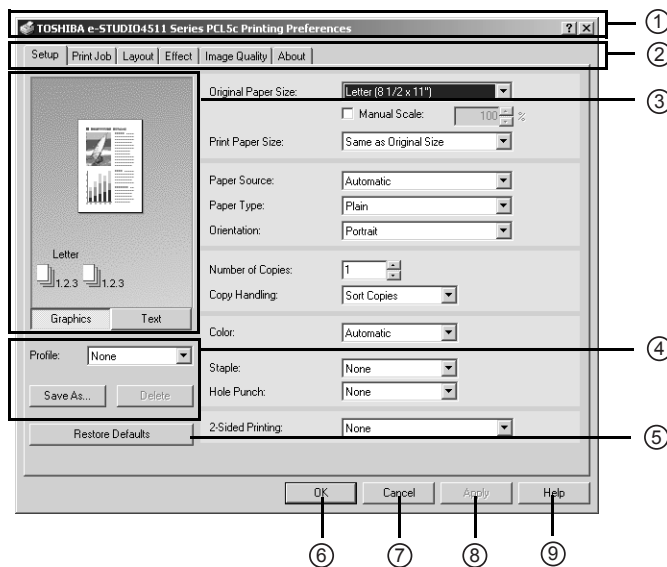 TOSHIBA e-STUDIO4511 Series PCL5c Printing Preferences ? X
①
Setup Print Job Layout Effect Image Quality About
②
Original Paper Size: Letter (8 1/2 x 11")
③
Manual Scale: 100 %
Print Paper Size: Same as Original Size
Paper Source: Automatic
Paper Type: Plain
Orientation: Portrait
Letter
1.2.3 1.2.3
Number of Copies: 1
Copy Handling: Sort Copies
Graphics Text
Color: Automatic
④
Profile: None
Staple: None
Save As... Delete
Hole Punch: None
Restore Defaults
2-Sided Printing: None
⑤
OK Cancel Apply Help
⑥ ⑦ ⑧ ⑨